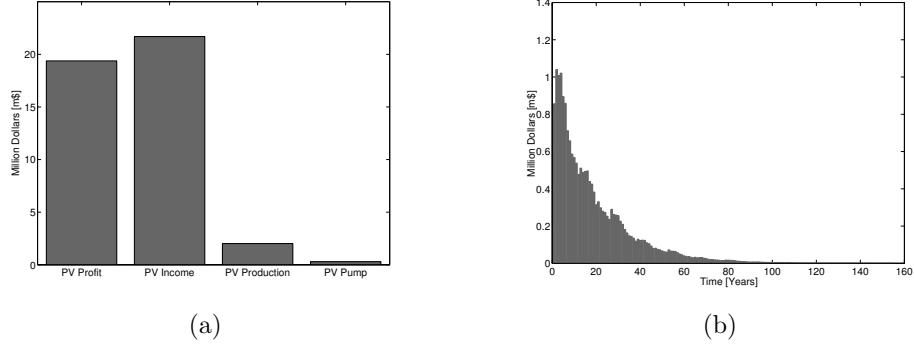 Million Dollars [m$]
20
15
10
5
0
PV Profit PV Income PV Production PV Pump
(a)
Million Dollars [m$]
1.4
1.2
1
0.8
0.6
0.4
0.2
0
0 20 40 60 80 100 120 140 160
Time [Years]
(b)